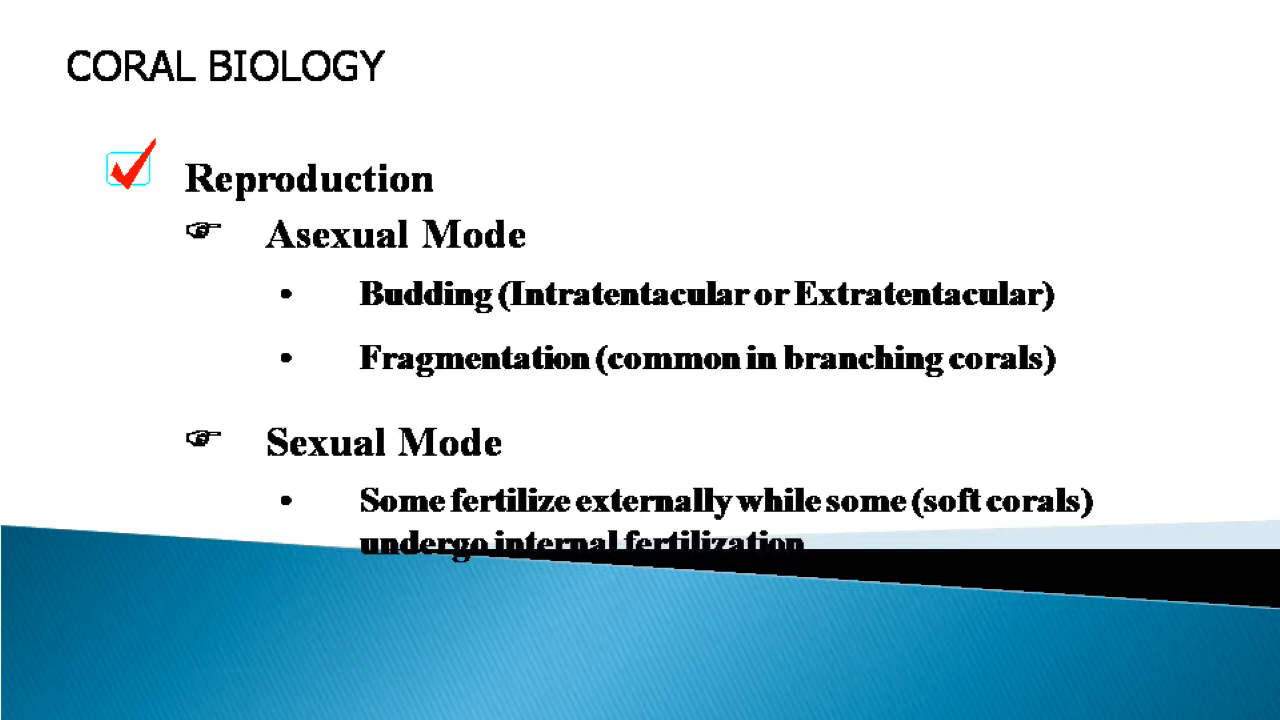 CORAL BIOLOGY
Reproduction
☞ Asexual Mode
• Budding (Intratentacular or Extratentacular)
• Fragmentation (common in branching corals)
☞ Sexual Mode
• Some fertilize externally while some (soft corals)
undergo internal fertilization